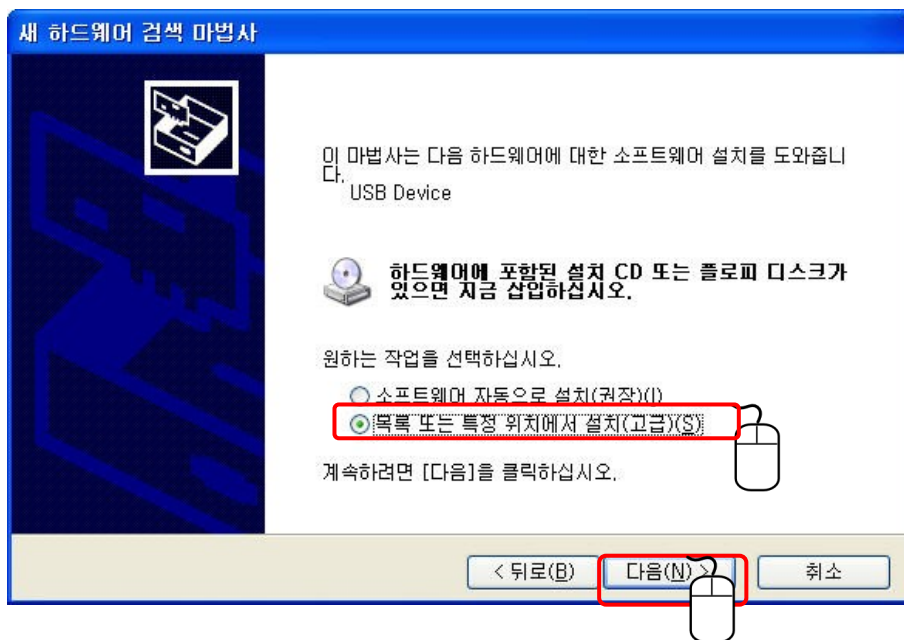 새 하드웨어 검색 마법사
이 마법사는 다음 하드웨어에 대한 소프트웨어 설치를 도와줍니
다.
USB Device
하드웨어에 포함된 설치 CD 또는 플로피 디스크가
있으면 지금 삽입하십시오.
원하는 작업을 선택하십시오.
소프트웨어 자동으로 설치(권장)(I)
목록 또는 특정 위치에서 설치(고급)(S)
계속하려면 [다음]을 클릭하십시오.
< 뒤로(B) 다음(N) > 취소